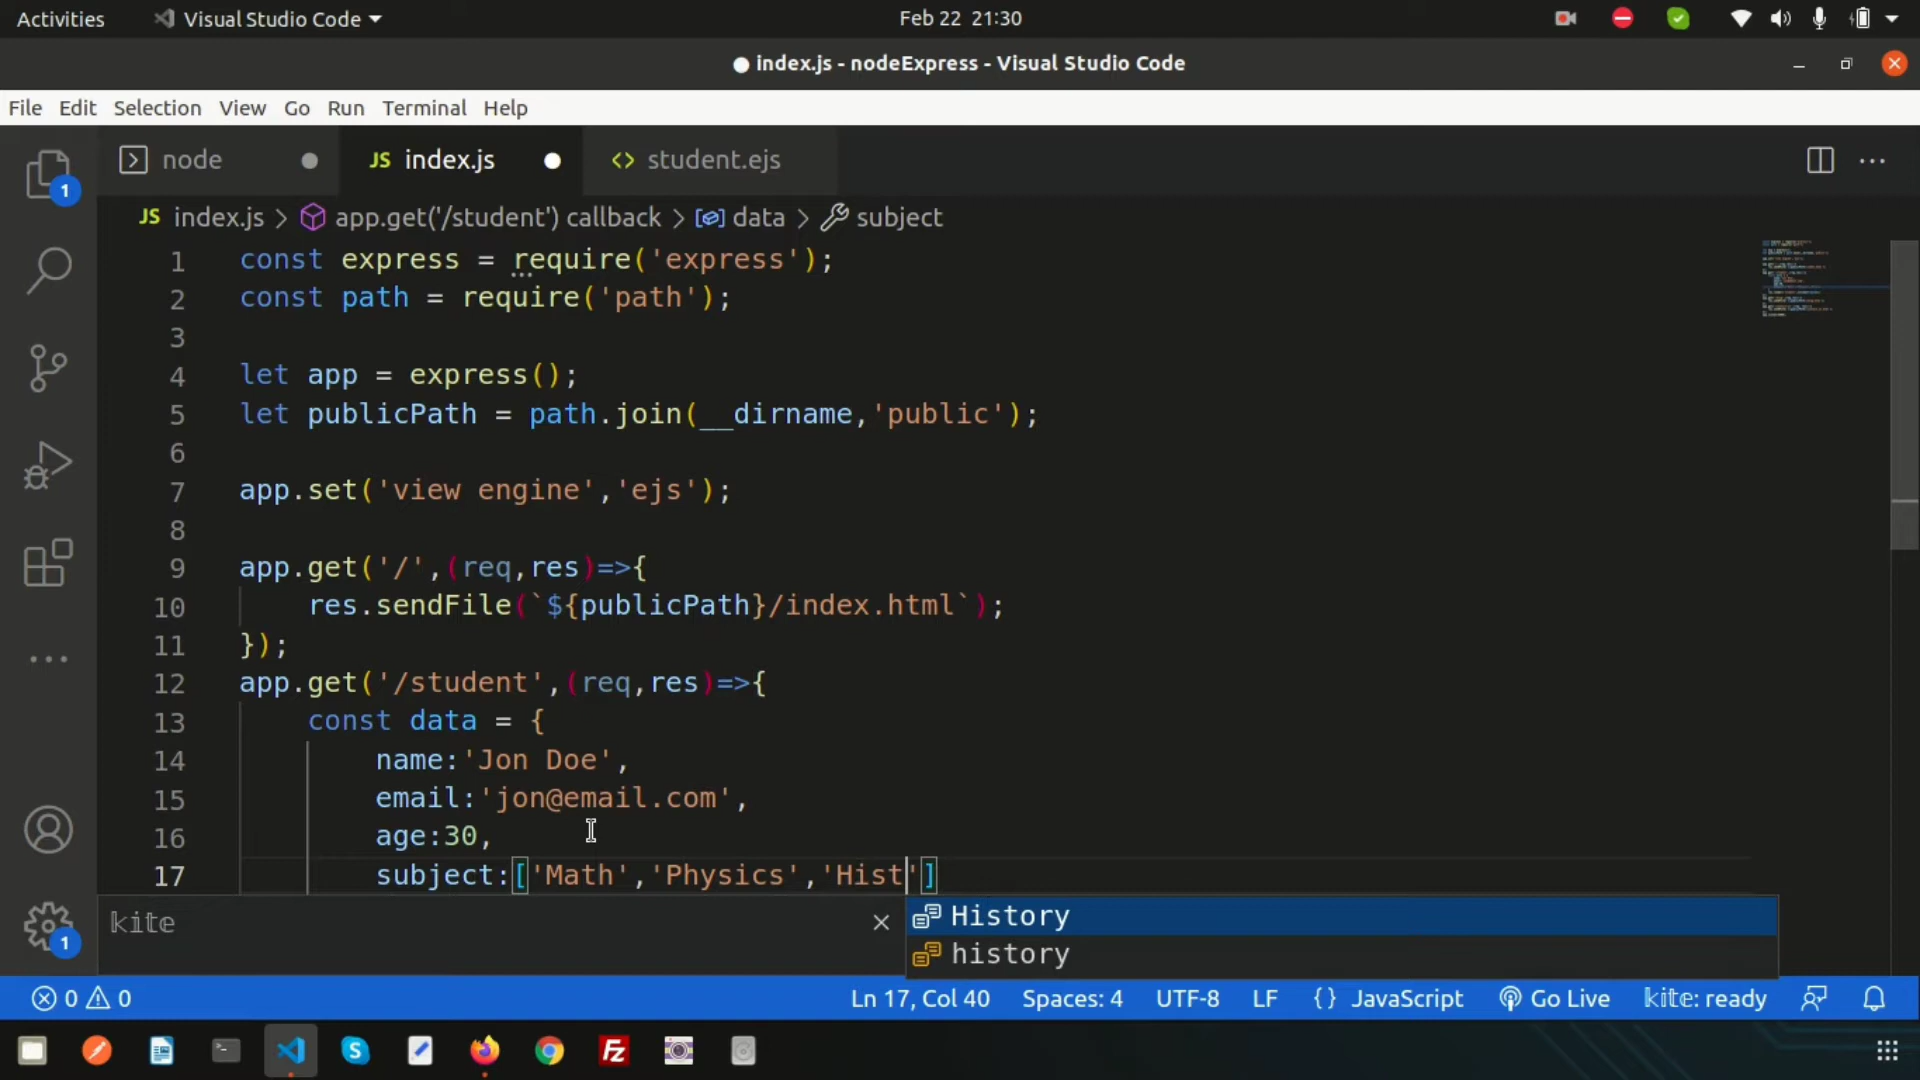 Activities Visual Studio Code Feb 22 21:30
index.js - nodeExpress - Visual Studio Code
File Edit Selection View Go Run Terminal Help
node JS index.js <> student.ejs
JS index.js > app.get('/student') callback > data > subject
1 const express = require('express');
2 const path = require('path');
3
4 let app = express();
5 let publicPath = path.join(__dirname,'public');
6
7 app.set('view engine','ejs');
8
9 app.get('/',(req,res)=>{
10 res.sendFile(`${publicPath}/index.html`);
11 });
12 app.get('/student',(req,res)=>{
13 const data = {
14 name:'Jon Doe',
15 email:'jon@email.com',
16 age:30,
17 subject:['Math','Physics','Hist']
kite History
history
0 0 Ln 17, Col 40 Spaces: 4 UTF-8 LF {} JavaScript Go Live kite: ready
1
1
Fz